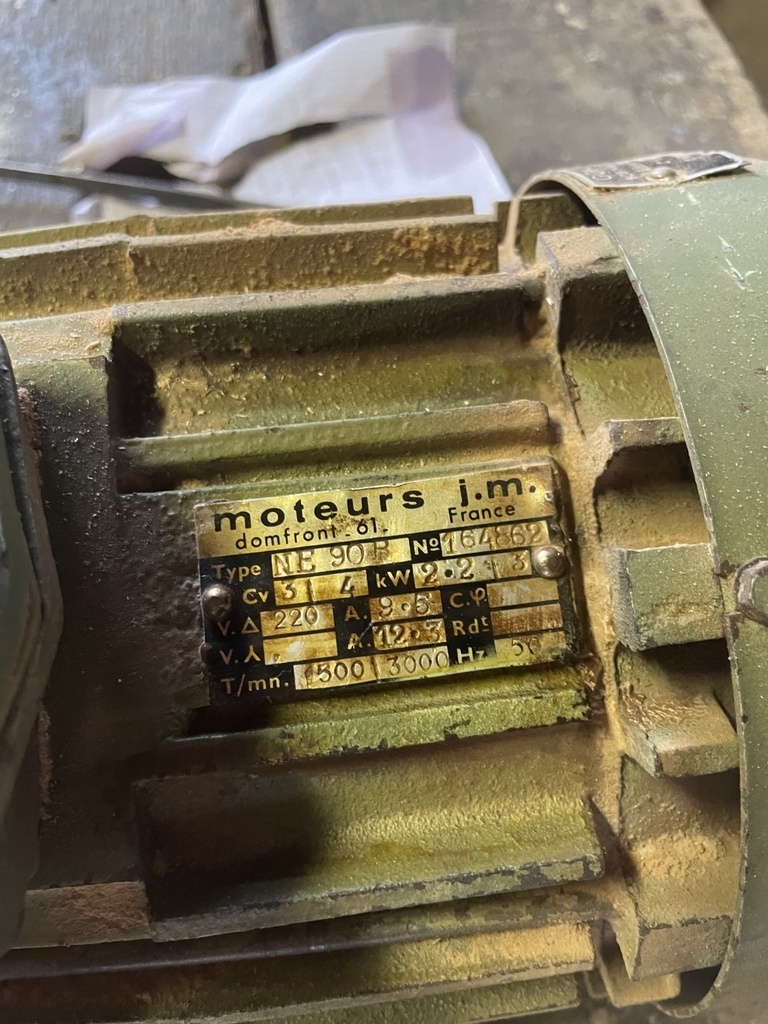 moteurs j.m.
domfront-61- France
Type NE 90 Nº 164862
Cv 3 | 4 kW 2.2 - 3
V. Δ 220 A. 9.5 C.φ
V. ⅄ „ A. 12.3 Rdt
T/mn. 1500 | 3000 Hz 50